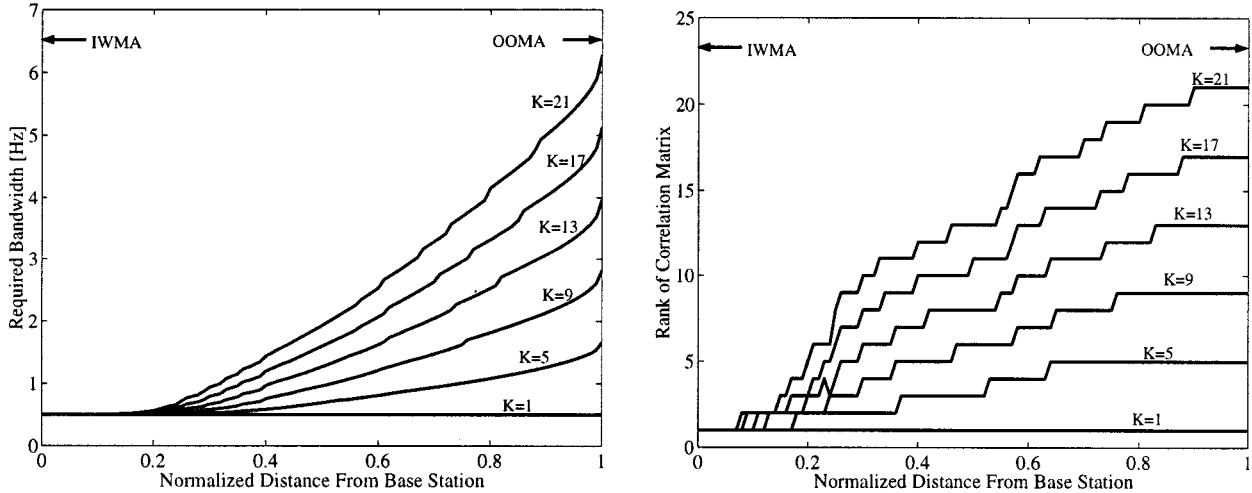 7
6
5
4
3
2
1
0
Required Bandwidth [Hz]
IWMA
OOMA
K=21
K=17
K=13
K=9
K=5
K=1
0 0.2 0.4 0.6 0.8 1
Normalized Distance From Base Station
25
20
15
10
5
0
Rank of Correlation Matrix
IWMA
OOMA
K=21
K=17
K=13
K=9
K=5
K=1
0 0.2 0.4 0.6 0.8 1
Normalized Distance From Base Station